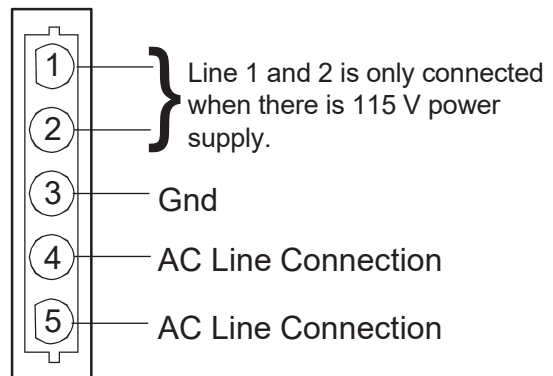 1
Line 1 and 2 is only connected
when there is 115 V power
2
supply.
3 Gnd
4 AC Line Connection
5 AC Line Connection